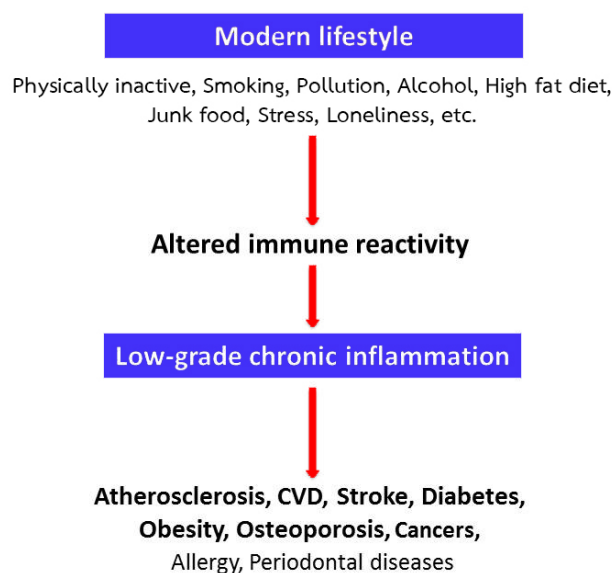 Modern lifestyle
Physically inactive, Smoking, Pollution, Alcohol, High fat diet,
Junk food, Stress, Loneliness, etc.
Altered immune reactivity
Low-grade chronic inflammation
Atherosclerosis, CVD, Stroke, Diabetes,
Obesity, Osteoporosis, Cancers,
Allergy, Periodontal diseases